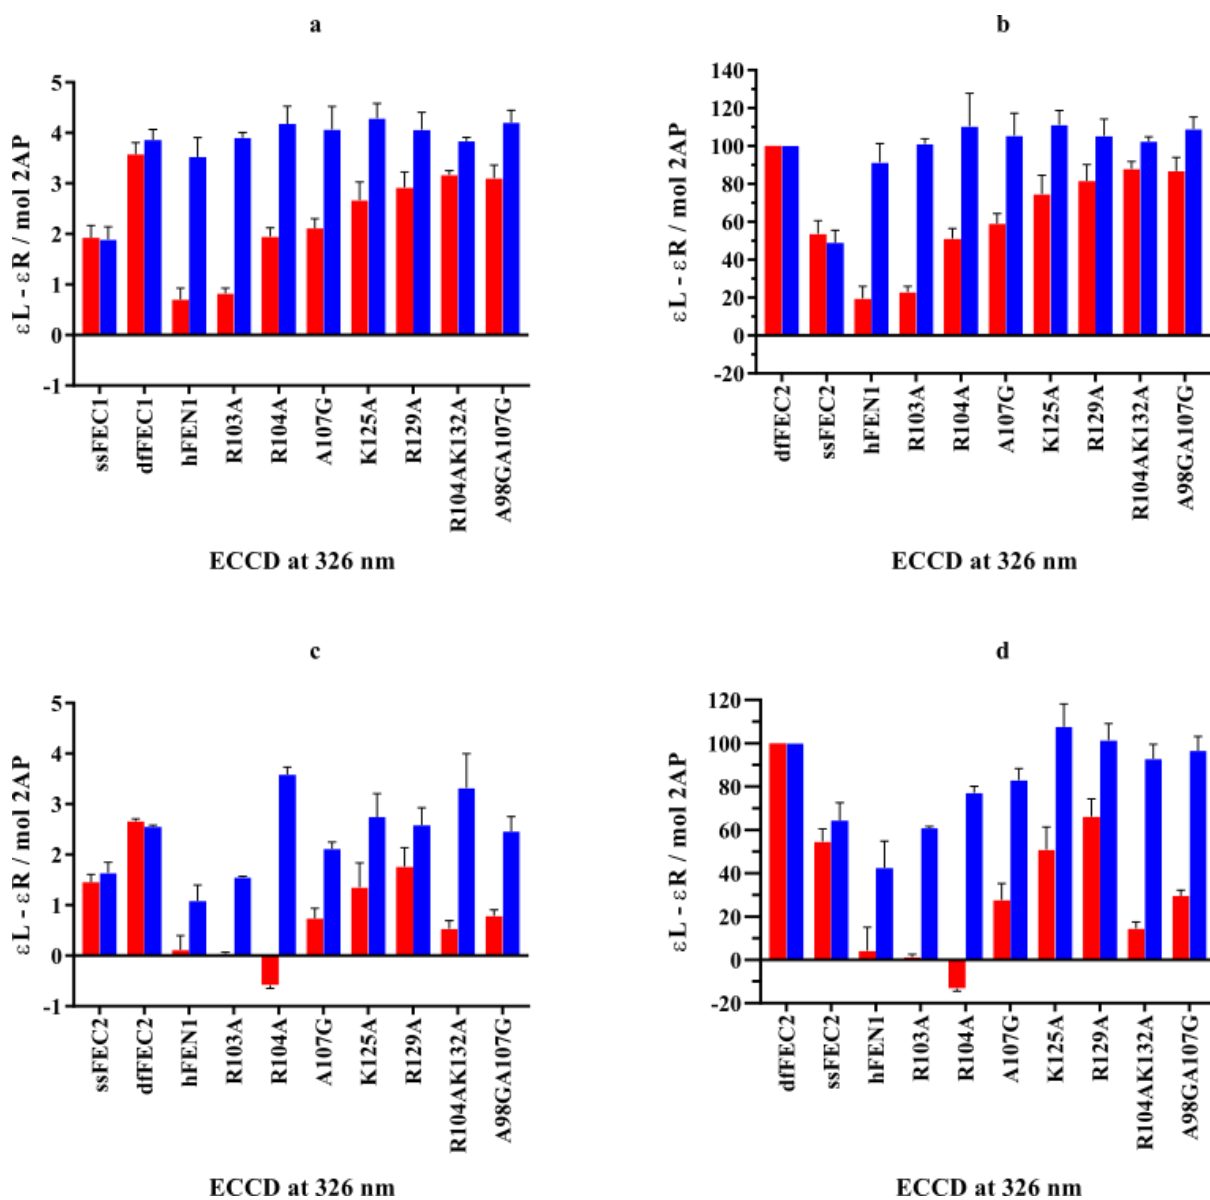 a
5
4
3
2
1
0
-1
εL - εR / mol 2AP
ssFEC1
dfFEC1
hFEN1
R103A
R104A
A107G
K125A
R129A
R104AK132A
A98GA107G
ECCD at 326 nm
b
140
120
100
80
60
40
20
0
-20
εL - εR / mol 2AP
dfFEC2
ssFEC2
hFEN1
R103A
R104A
A107G
K125A
R129A
R104AK132A
A98GA107G
ECCD at 326 nm
c
5
4
3
2
1
0
-1
εL - εR / mol 2AP
ssFEC2
dfFEC2
hFEN1
R103A
R104A
A107G
K125A
R129A
R104AK132A
A98GA107G
ECCD at 326 nm
d
120
100
80
60
40
20
0
-20
εL - εR / mol 2AP
dfFEC2
ssFEC2
hFEN1
R103A
R104A
A107G
K125A
R129A
R104AK132A
A98GA107G
ECCD at 326 nm